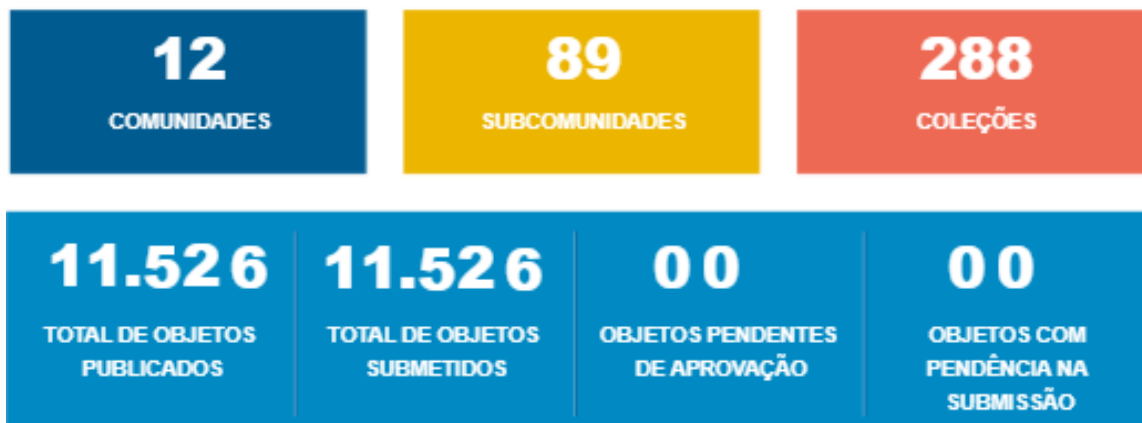 12 89 288
COMUNIDADES SUBCOMUNIDADES COLEÇÕES
11.526 11.526 00 00
TOTAL DE OBJETOS PUBLICADOS
TOTAL DE OBJETOS SUBMETIDOS
OBJETOS PENDENTES DE APROVAÇÃO
OBJETOS COM PENDÊNCIA NA SUBMISSÃO